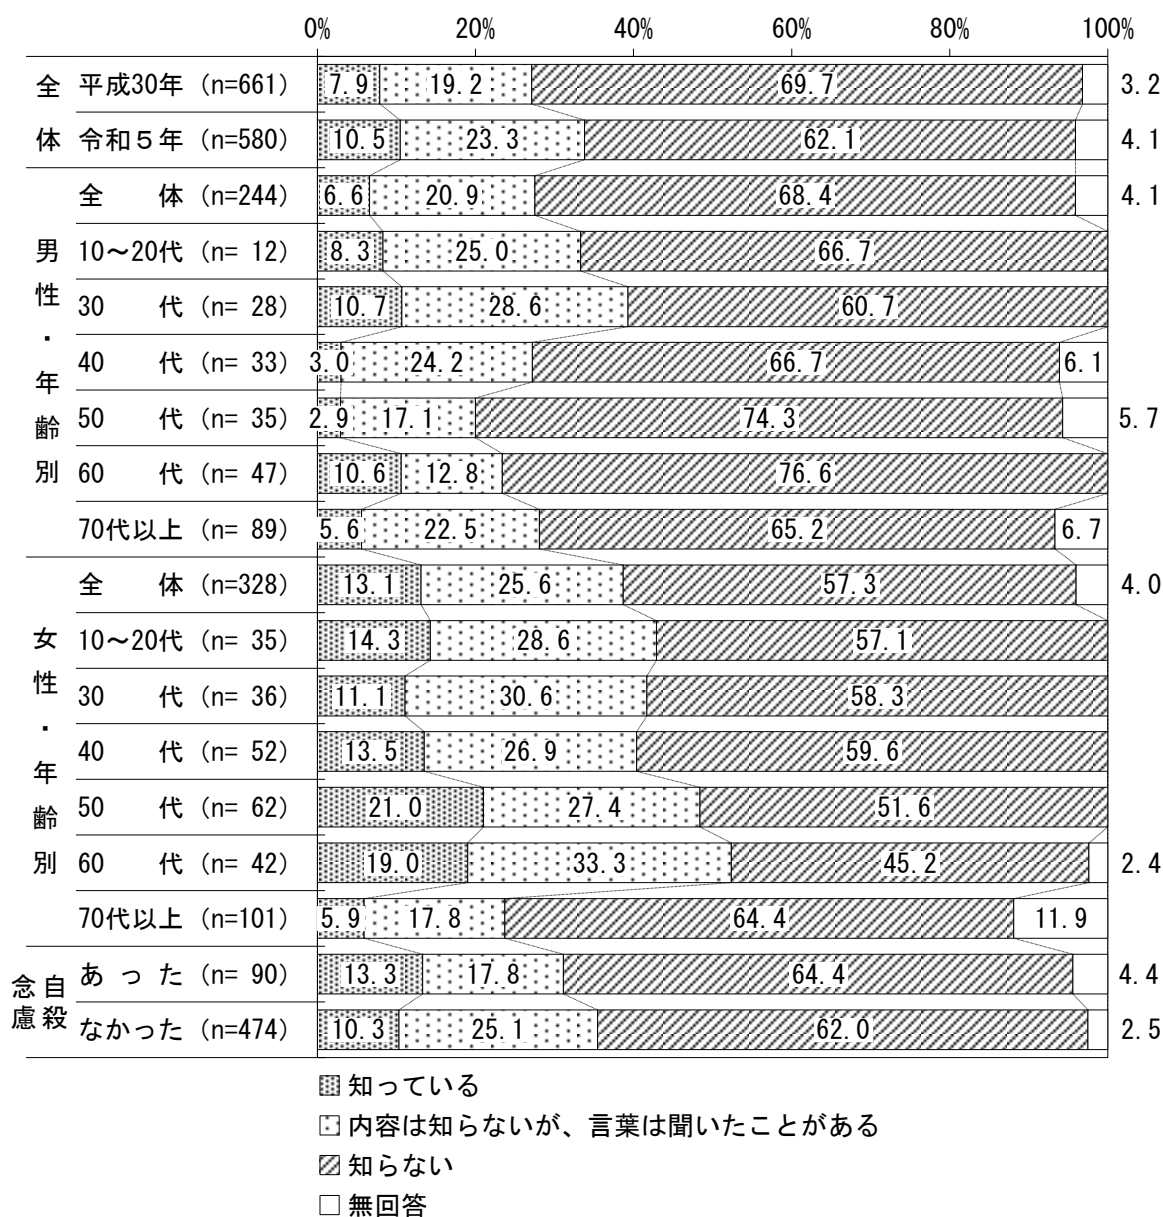 0% 20% 40% 60% 80% 100%
全体
平成30年 (n=661) 7.9 19.2 69.7 3.2
令和５年 (n=580) 10.5 23.3 62.1 4.1
男性・年齢別
全　体 (n=244) 6.6 20.9 68.4 4.1
10～20代 (n= 12) 8.3 25.0 66.7
30　代 (n= 28) 10.7 28.6 60.7
40　代 (n= 33) 3.0 24.2 66.7 6.1
50　代 (n= 35) 2.9 17.1 74.3 5.7
60　代 (n= 47) 10.6 12.8 76.6
70代以上 (n= 89) 5.6 22.5 65.2 6.7
女性・年齢別
全　体 (n=328) 13.1 25.6 57.3 4.0
10～20代 (n= 35) 14.3 28.6 57.1
30　代 (n= 36) 11.1 30.6 58.3
40　代 (n= 52) 13.5 26.9 59.6
50　代 (n= 62) 21.0 27.4 51.6
60　代 (n= 42) 19.0 33.3 45.2 2.4
70代以上 (n=101) 5.9 17.8 64.4 11.9
自殺念慮
あった (n= 90) 13.3 17.8 64.4 4.4
なかった (n=474) 10.3 25.1 62.0 2.5
知っている
内容は知らないが、言葉は聞いたことがある
知らない
無回答